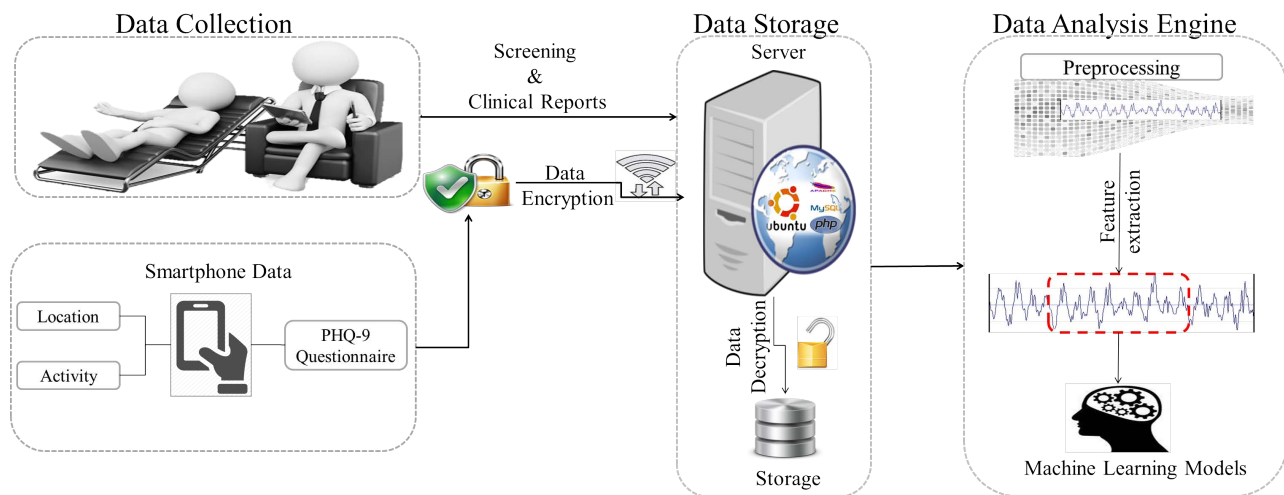 Data Collection
Data Storage
Data Analysis Engine
Screening
&
Clinical Reports
Server
Preprocessing
Data
Encryption
APACHE
MySQL
ubuntu
php
Feature
extraction
Smartphone Data
Location
Activity
PHQ-9
Questionnaire
Data
Decryption
Storage
Machine Learning Models